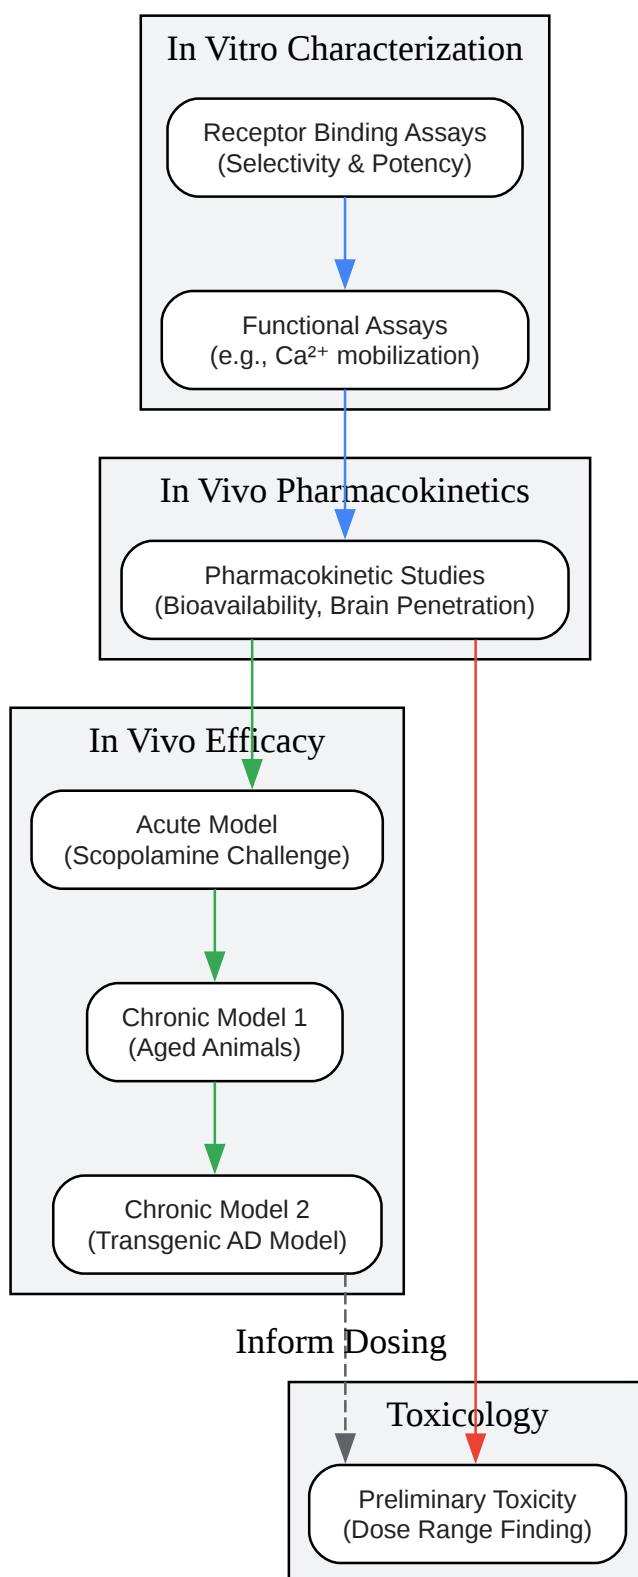 In Vitro Characterization
Receptor Binding Assays
(Selectivity & Potency)
Functional Assays
(e.g., Ca²⁺ mobilization)
In Vivo Pharmacokinetics
Pharmacokinetic Studies
(Bioavailability, Brain Penetration)
In Vivo Efficacy
Acute Model
(Scopolamine Challenge)
Chronic Model 1
(Aged Animals)
Chronic Model 2
(Transgenic AD Model)
Inform Dosing
Toxicology
Preliminary Toxicity
(Dose Range Finding)